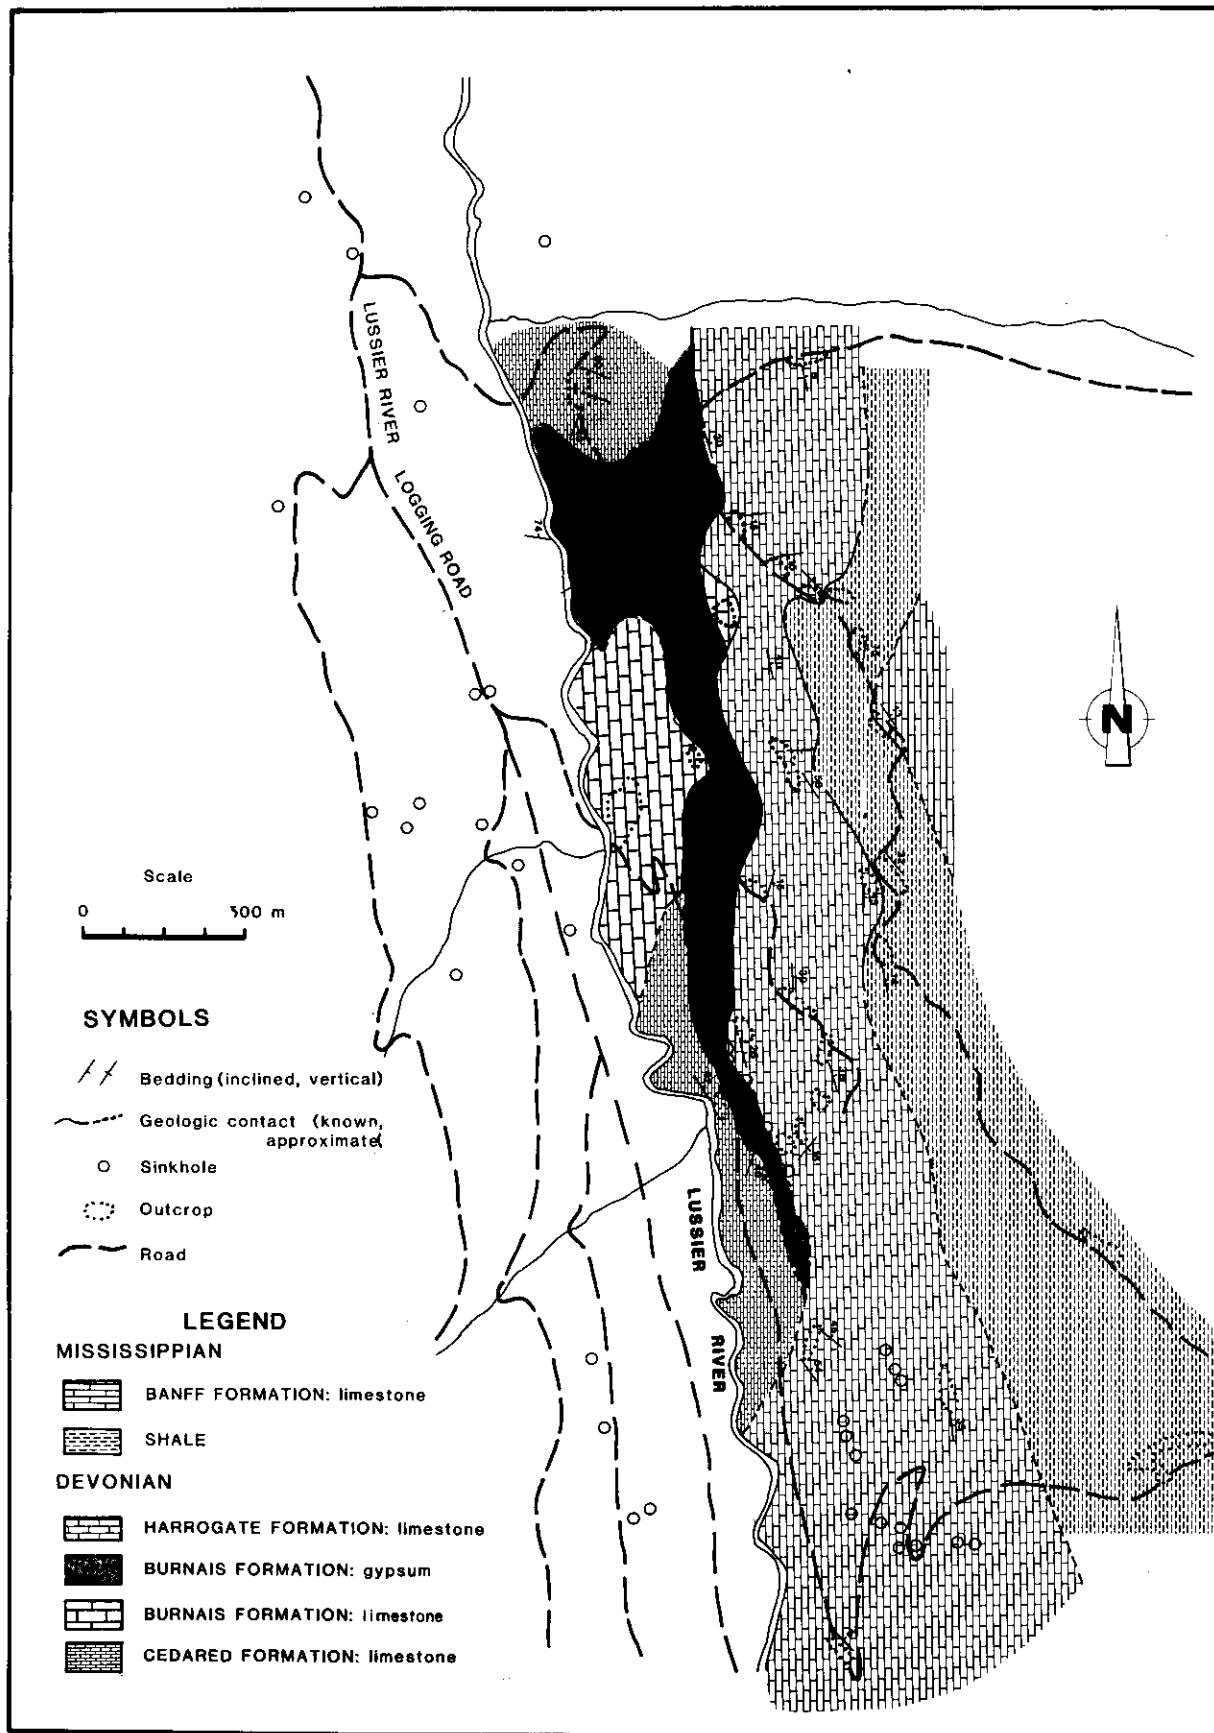 LUSSIER RIVER
LOGGING ROAD
74
N
Scale
0 500 m
SYMBOLS
Bedding (inclined, vertical)
Geologic contact (known,
approximate(
Sinkhole
Outcrop
Road
LUSSIER
RIVER
LEGEND
MISSISSIPPIAN
BANFF FORMATION: limestone
SHALE
DEVONIAN
HARROGATE FORMATION: limestone
BURNAIS FORMATION: gypsum
BURNAIS FORMATION: limestone
CEDARED FORMATION: limestone